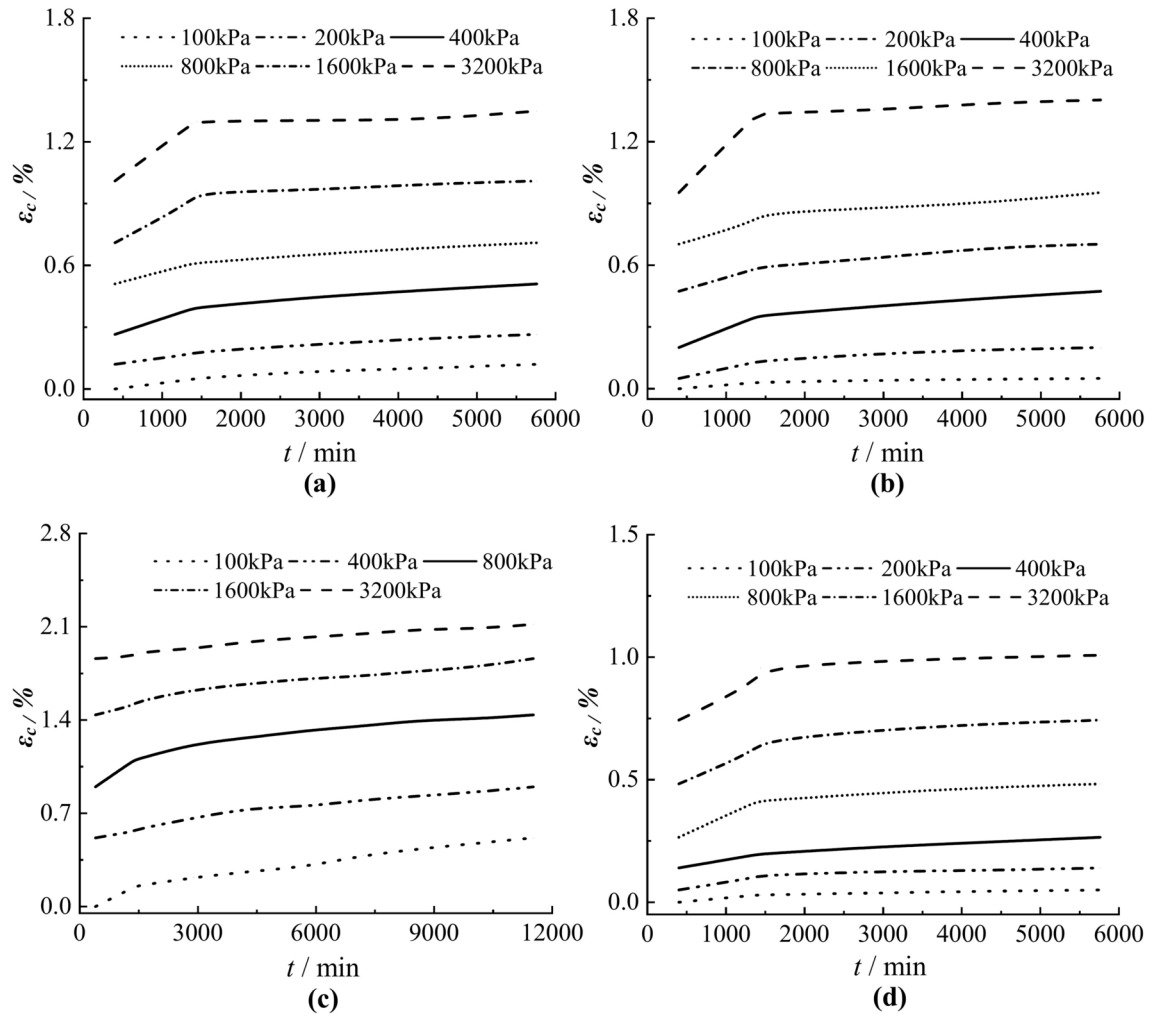 1.8
100kPa 200kPa 400kPa
800kPa 1600kPa 3200kPa
1.2
0.6
0.0
εc / %
0 1000 2000 3000 4000 5000 6000
t / min
(a)
1.8
100kPa 200kPa 400kPa
800kPa 1600kPa 3200kPa
1.2
0.6
0.0
εc / %
0 1000 2000 3000 4000 5000 6000
t / min
(b)
2.8
100kPa 400kPa 800kPa
1600kPa 3200kPa
2.1
1.4
0.7
0.0
εc / %
0 3000 6000 9000 12000
t / min
(c)
1.5
100kPa 200kPa 400kPa
800kPa 1600kPa 3200kPa
1.0
0.5
0.0
εc / %
0 1000 2000 3000 4000 5000 6000
t / min
(d)